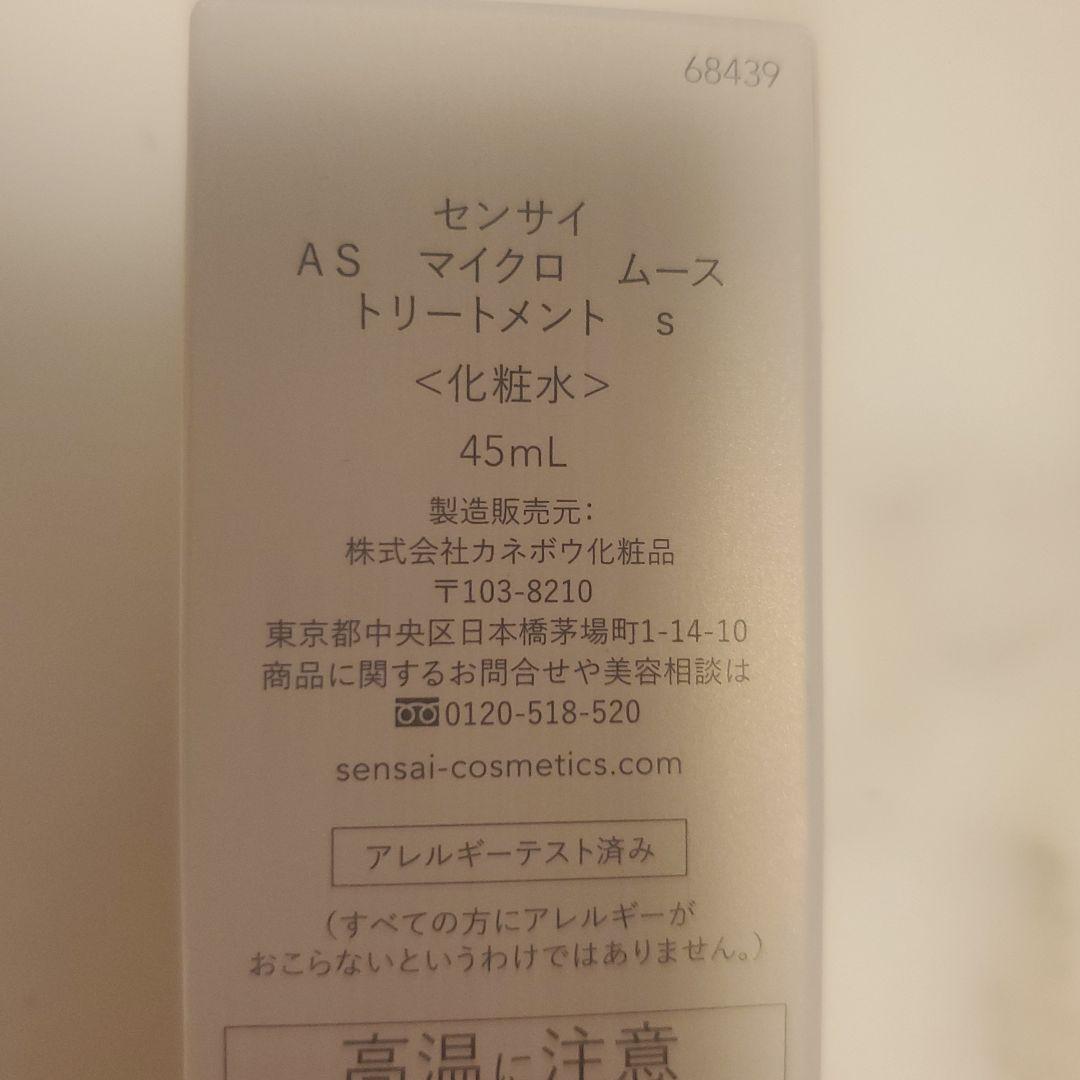 68439
センサイ
AS マイクロ ムース
トリートメント s
<化粧水>
45mL
製造販売元:
株式会社カネボウ化粧品
〒103-8210
東京都中央区日本橋茅場町1-14-10
商品に関するお問合せや美容相談は
0120-518-520
sensai-cosmetics.com
アレルギーテスト済み
(すべての方にアレルギーが
おこらないというわけではありません。)
高温に注意